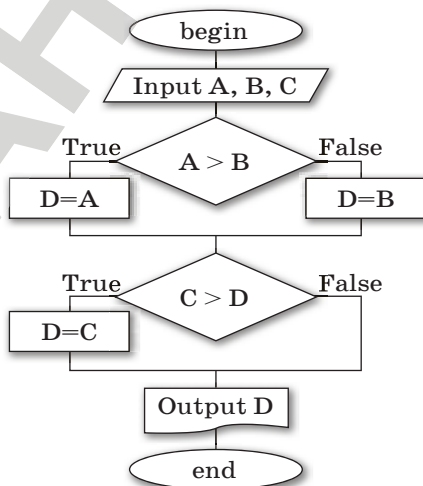 begin
Input A, B, C
True
False
A > B
D=A
D=B
True
False
C > D
D=C
Output D
end